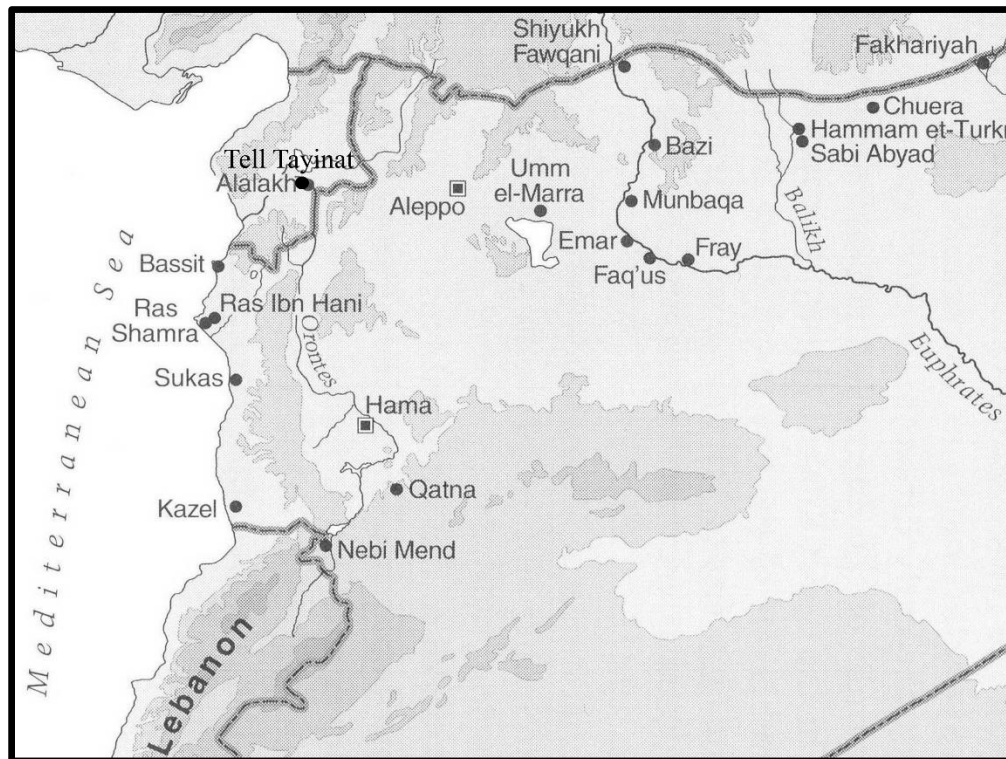 Shiyukh
Fawqani
Fakhariyah
Chuera
Hammam et-Turkr
Sabi Abyad
Bazi
Tell Tayinat
Alalakh
Umm
el-Marra
Aleppo
Munbaqa
Balikh
Emar
Fray
Faq'us
Bassit
Ras Ibn Hani
Ras
Shamra
Orontes
Euphrates
Sukas
Hama
Mediterranean Sea
Qatna
Kazel
Nebi Mend
Lebanon